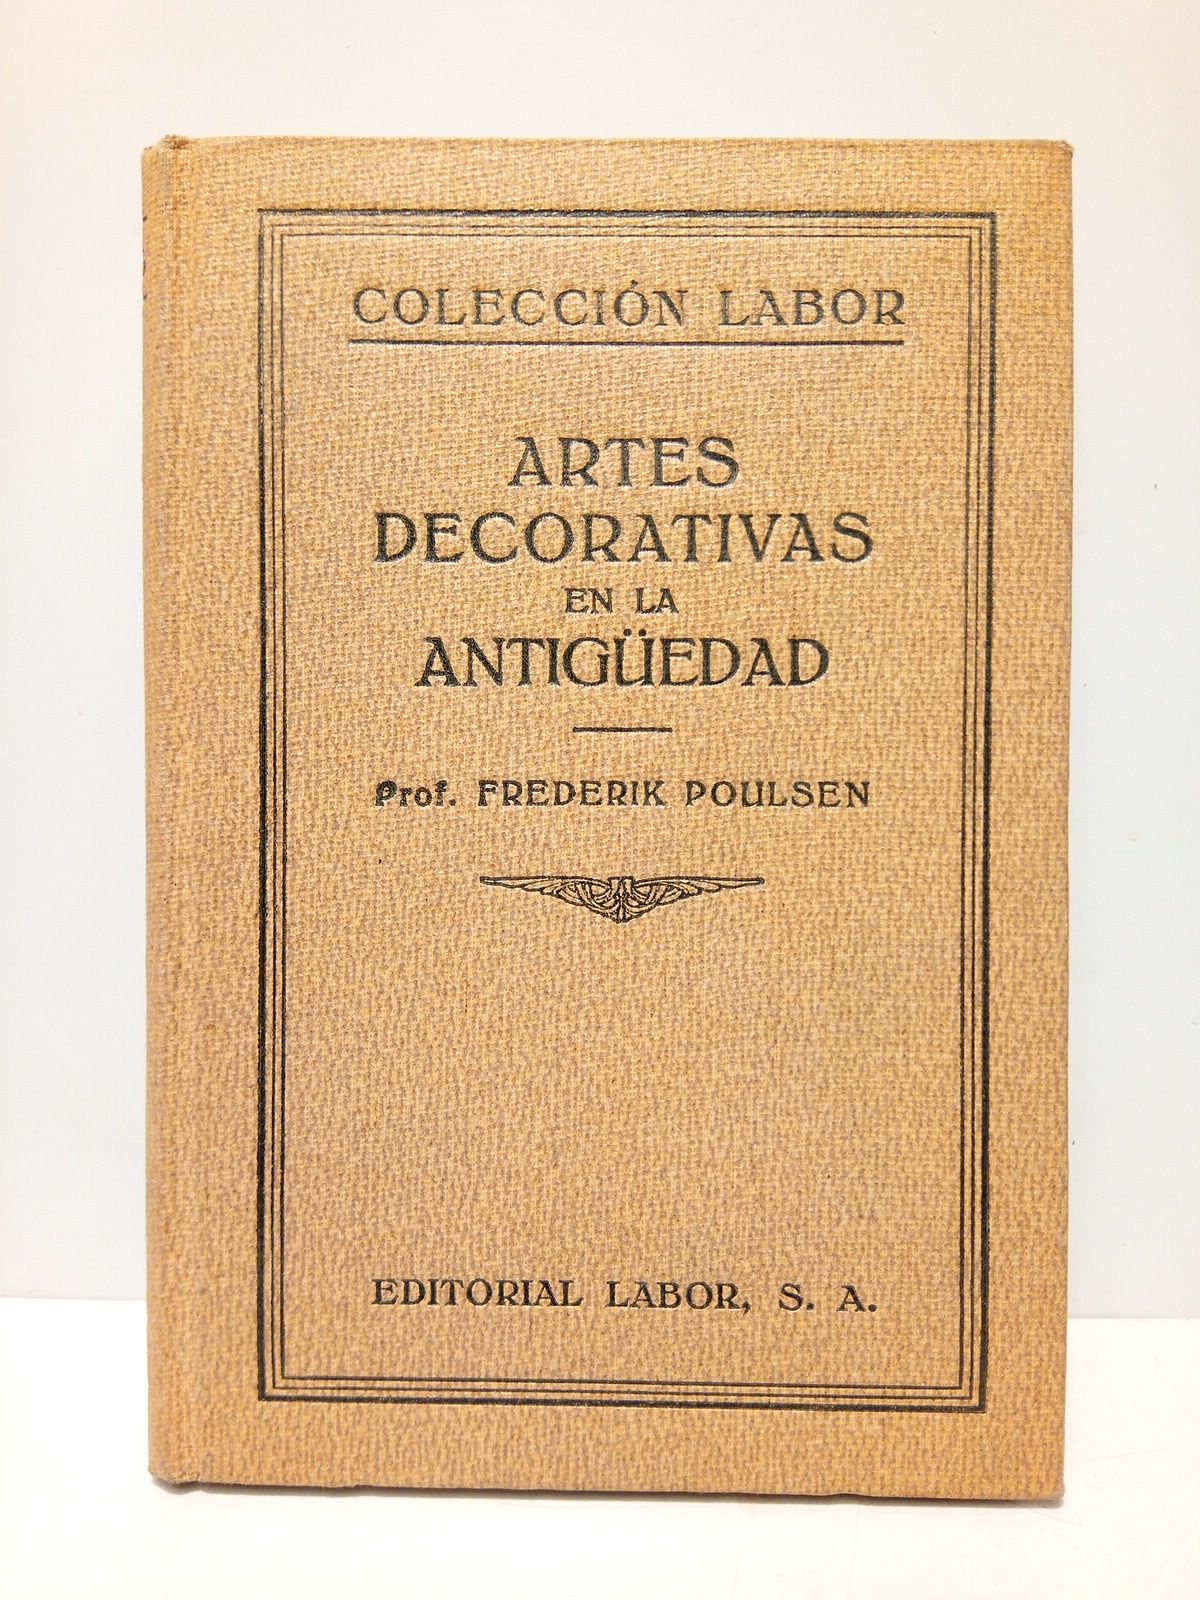 COLECCIÓN LABOR
ARTES
DECORATIVAS
EN LA
ANTIGÜEDAD
Prof. FREDERIK POULSEN
EDITORIAL LABOR, S. A.